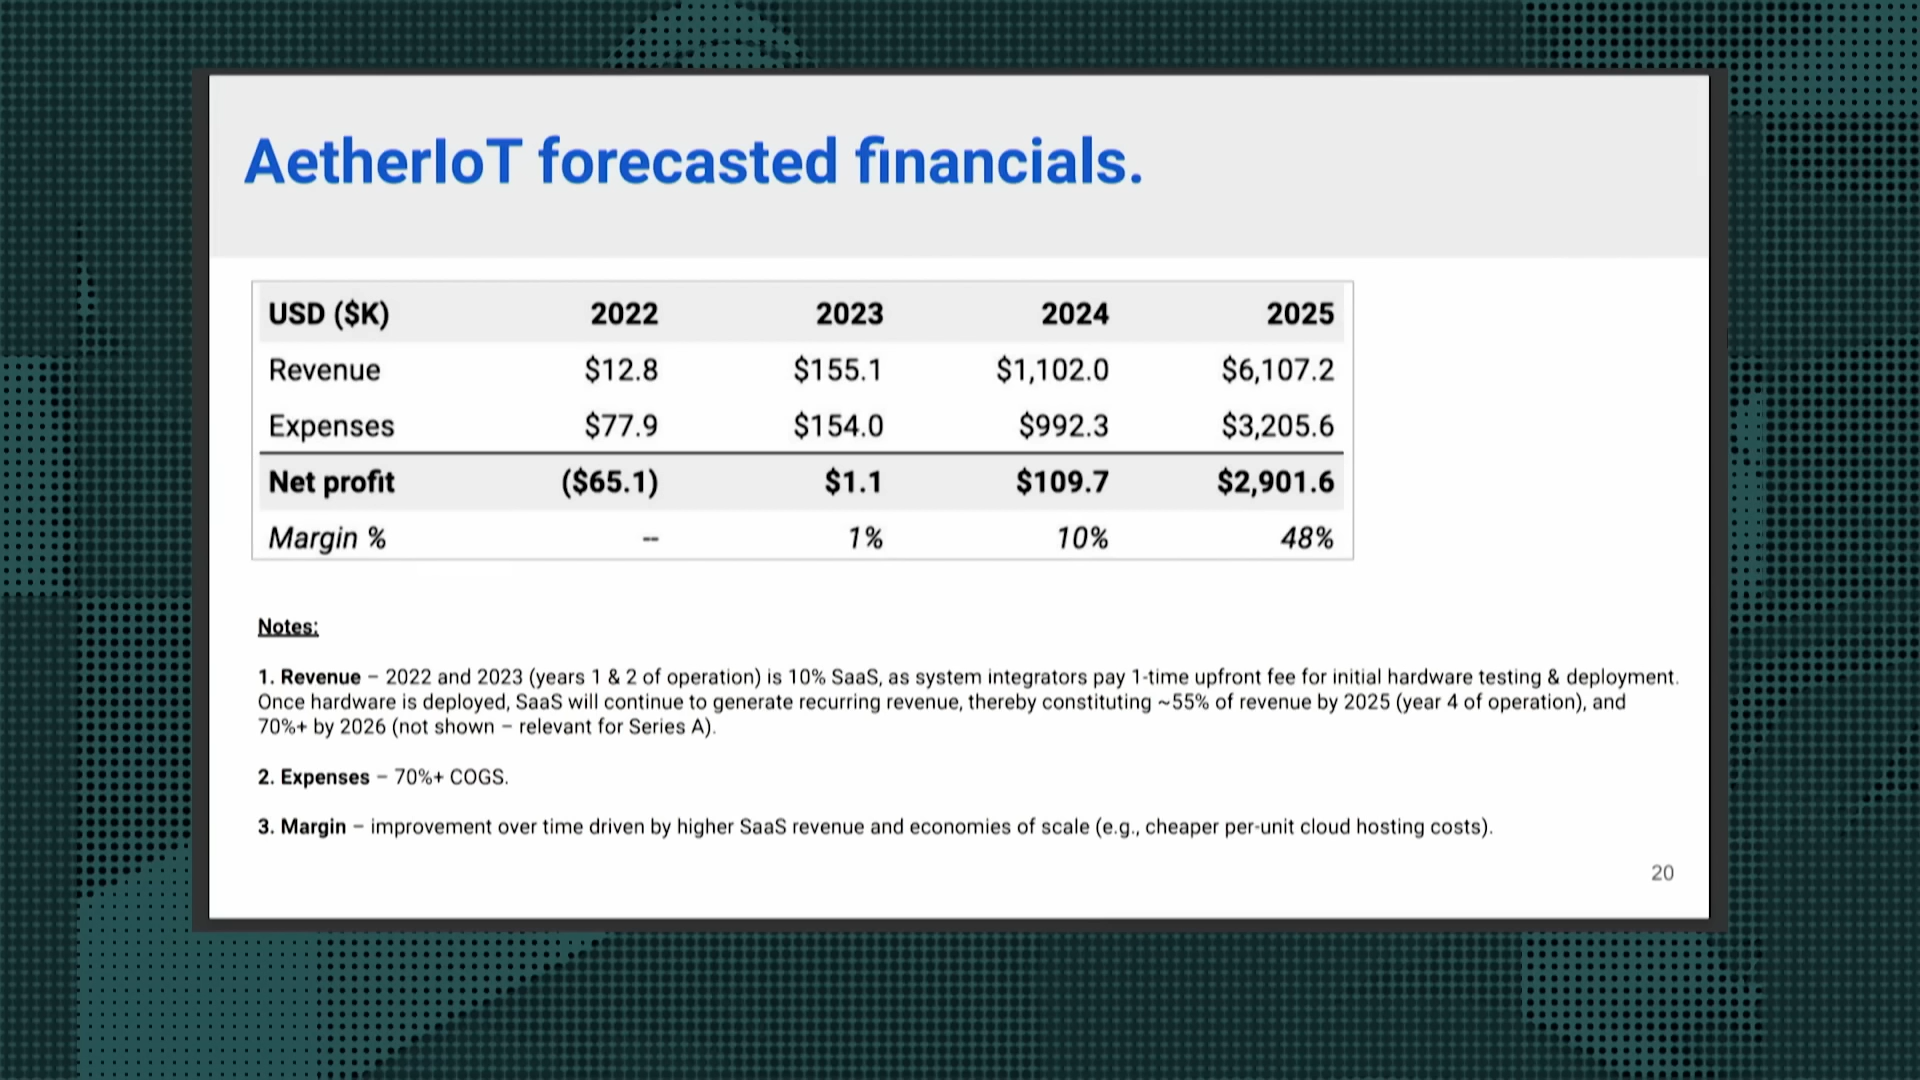 AetherIoT forecasted financials.
USD ($K) 2022 2023 2024 2025
Revenue $12.8 $155.1 $1,102.0 $6,107.2
Expenses $77.9 $154.0 $992.3 $3,205.6
Net profit ($65.1) $1.1 $109.7 $2,901.6
Margin % -- 1% 10% 48%
Notes:
1. Revenue – 2022 and 2023 (years 1 & 2 of operation) is 10% SaaS, as system integrators pay 1-time upfront fee for initial hardware testing & deployment.
Once hardware is deployed, SaaS will continue to generate recurring revenue, thereby constituting ~55% of revenue by 2025 (year 4 of operation), and
70%+ by 2026 (not shown – relevant for Series A).
2. Expenses – 70%+ COGS.
3. Margin – improvement over time driven by higher SaaS revenue and economies of scale (e.g., cheaper per-unit cloud hosting costs).
20